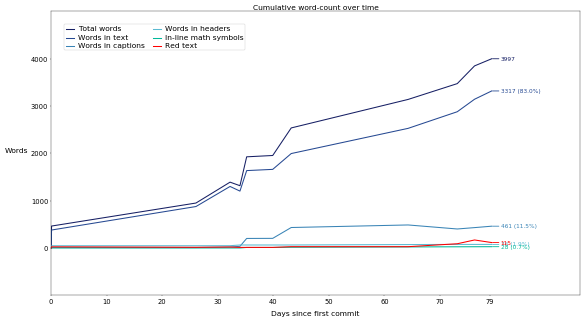 Cumulative word-count over time
Total words
Words in text
Words in captions
Words in headers
In-line math symbols
Red text
4000
3000
2000
1000
0
Words
3997
3317 (83.0%)
461 (11.5%)
0
10
20
30
40
50
60
70
79
Days since first commit